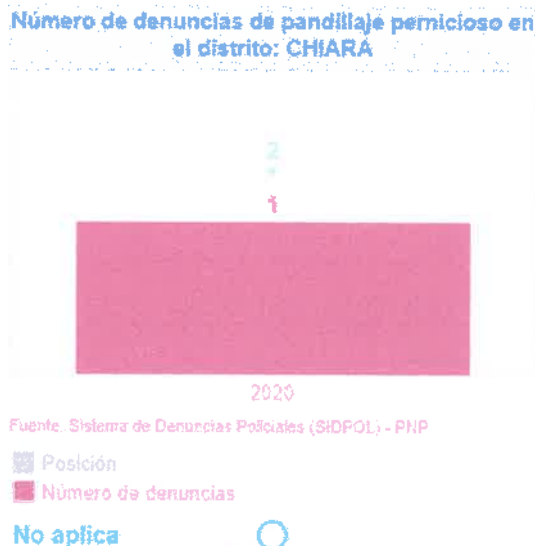 Número de denuncias de pandillaje pernicioso en
el distrito: CHIARA
2
1
2020
Fuente. Sistema de Denuncias Policiales (SIDPOL) - PNP
Posición
Número de denuncias
No aplica